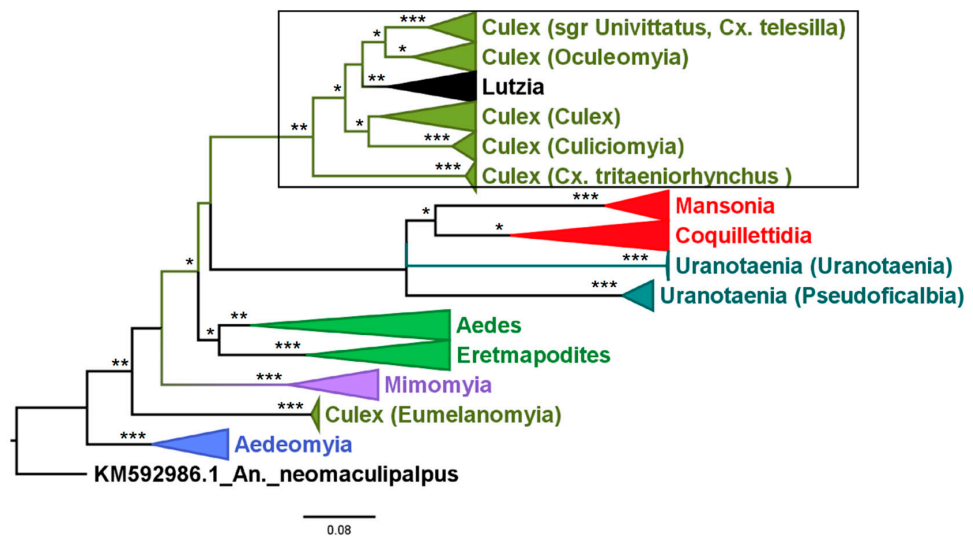 *** Culex (sgr Univittatus, Cx. telesilla)
*
* Culex (Oculeomyia)
** Lutzia
*
* Culex (Culex)
** *** Culex (Culiciomyia)
*** Culex (Cx. tritaeniorhynchus )
*** Mansonia
*
* Coquillettidia
*** Uranotaenia (Uranotaenia)
*
*** Uranotaenia (Pseudoficalbia)
** Aedes
*
*** Eretmapodites
**
*** Mimomyia
*** Culex (Eumelanomyia)
*** Aedeomyia
KM592986.1_An._neomaculipalpus
0.08